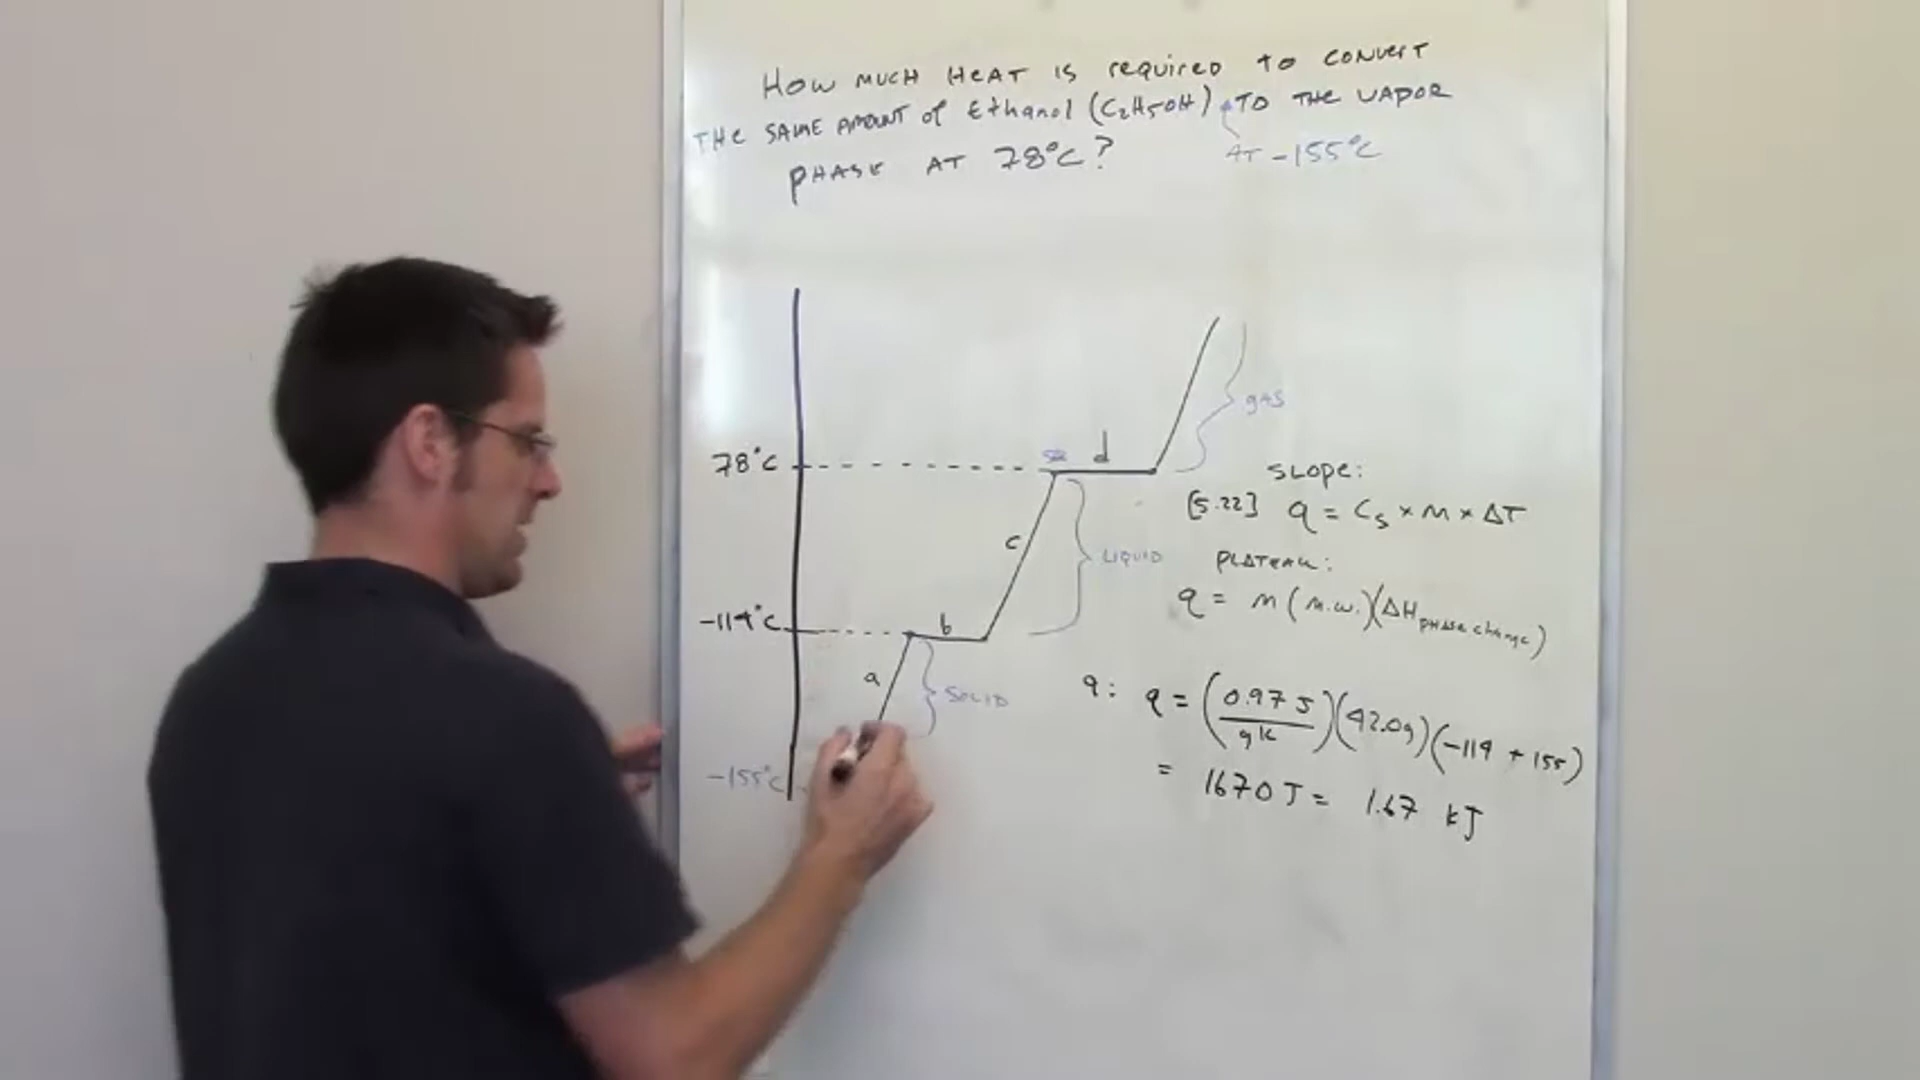 HOW MUCH HEAT IS required TO CONVERT
THE SAME AMOUNT of Ethanol (C₂H₅OH) TO THE VAPOR
AT -155°C
PHASE AT 78°C?
gas
78°C
d
SLOPE:
[5.22] q = Cₛ × m × ΔT
c
LIQUID
PLATEAU:
q = m (m.w.)(ΔH phase change)
-114°C
b
a
SOLID
a: q = (0.97 J / gK)(42.0g)(-114 + 155)
= 1670 J = 1.67 kJ
-155°C